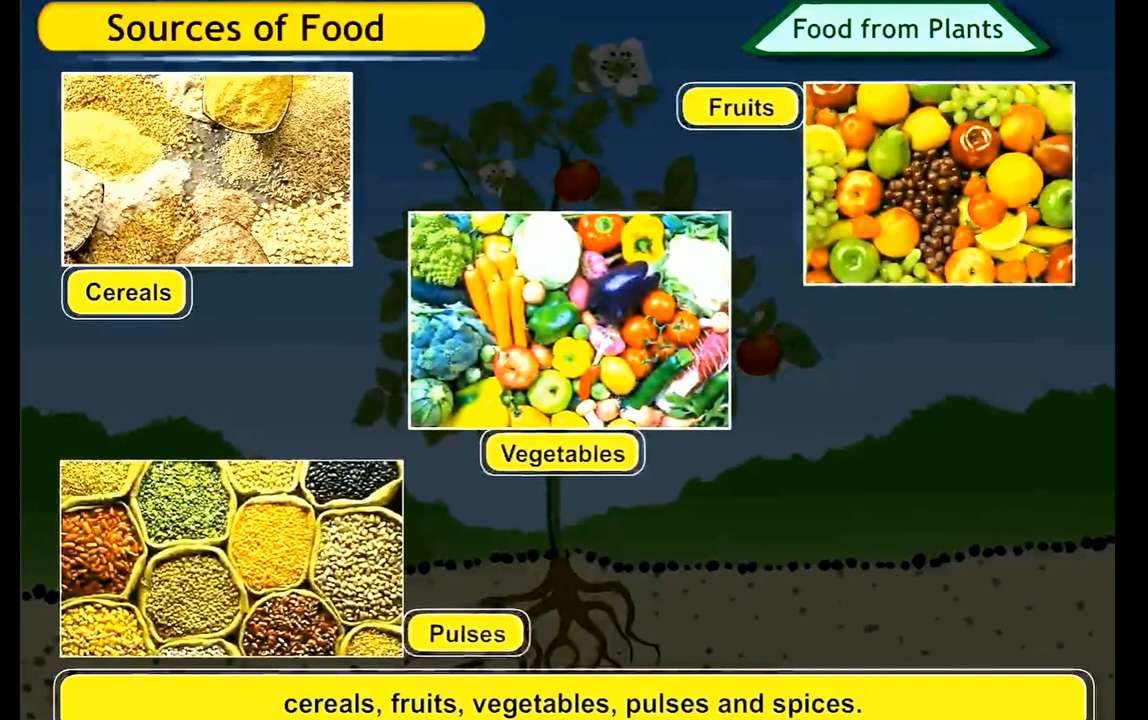 Sources of Food
Food from Plants
Fruits
Cereals
Vegetables
Pulses
cereals, fruits, vegetables, pulses and spices.